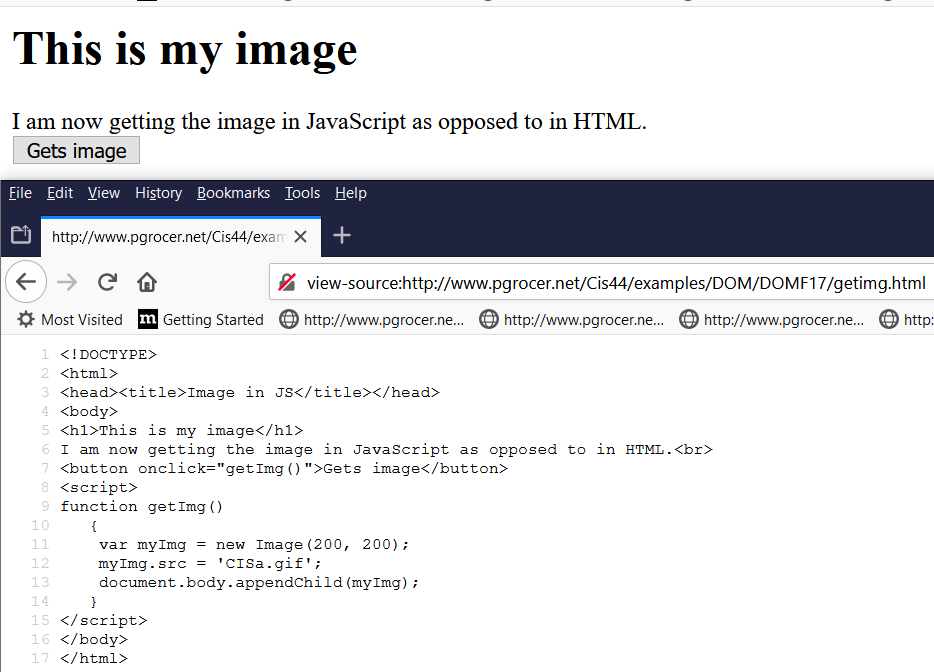 This is my image
I am now getting the image in JavaScript as opposed to in HTML.
Gets image
File Edit View History Bookmarks Tools Help
http://www.pgrocer.net/Cis44/exam
view-source:http://www.pgrocer.net/Cis44/examples/DOM/DOMF17/getimg.html
Most Visited m Getting Started http://www.pgrocer.ne... http://www.pgrocer.ne... http://www.pgrocer.ne... http:
1 <!DOCTYPE>
2 <html>
3 <head><title>Image in JS</title></head>
4 <body>
5 <h1>This is my image</h1>
6 I am now getting the image in JavaScript as opposed to in HTML.<br>
7 <button onclick="getImg()">Gets image</button>
8 <script>
9 function getImg()
10 {
11 var myImg = new Image(200, 200);
12 myImg.src = 'CISa.gif';
13 document.body.appendChild(myImg);
14 }
15 </script>
16 </body>
17 </html>